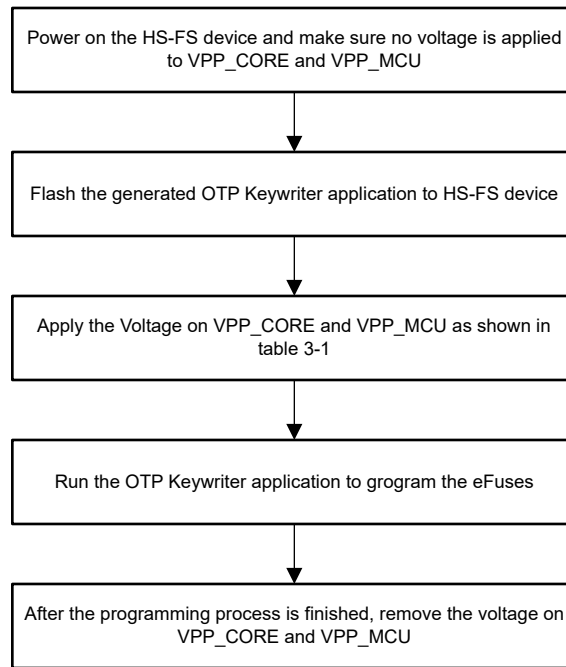 Power on the HS-FS device and make sure no voltage is applied
to VPP_CORE and VPP_MCU
Flash the generated OTP Keywriter application to HS-FS device
Apply the Voltage on VPP_CORE and VPP_MCU as shown in
table 3-1
Run the OTP Keywriter application to grogram the eFuses
After the programming process is finished, remove the voltage on
VPP_CORE and VPP_MCU